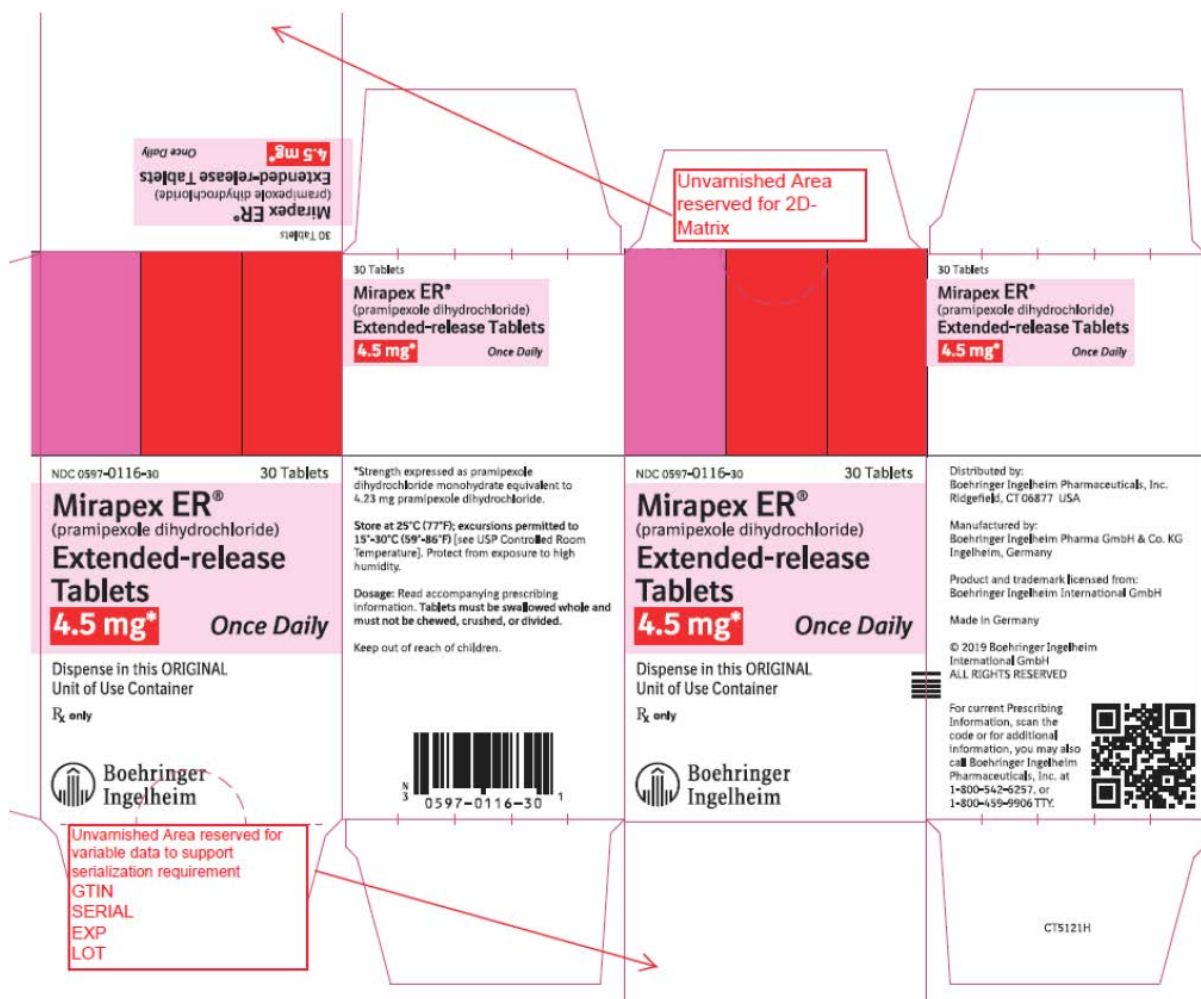 30 Tablets
Mirapex ER®
(pramipexole dihydrochloride)
Extended-release Tablets
4.5 mg*
Once Daily
Unvarnished Area
reserved for 2D-
Matrix
30 Tablets
Mirapex ER®
(pramipexole dihydrochloride)
Extended-release Tablets
4.5 mg* Once Daily
30 Tablets
Mirapex ER®
(pramipexole dihydrochloride)
Extended-release Tablets
4.5 mg* Once Daily
NDC 0597-0116-30 30 Tablets
Mirapex ER®
(pramipexole dihydrochloride)
Extended-release
Tablets
4.5 mg* Once Daily
Dispense in this ORIGINAL
Unit of Use Container
Rx only
Boehringer
Ingelheim
Unvarnished Area reserved for
variable data to support
serialization requirement
GTIN
SERIAL
EXP
LOT
*Strength expressed as pramipexole
dihydrochloride monohydrate equivalent to
4.23 mg pramipexole dihydrochloride.
Store at 25°C (77°F); excursions permitted to
15°-30°C (59°-86°F) [see USP Controlled Room
Temperature]. Protect from exposure to high
humidity.
Dosage: Read accompanying prescribing
information. Tablets must be swallowed whole and
must not be chewed, crushed, or divided.
Keep out of reach of children.
N
3 0597-0116-30 1
NDC 0597-0116-30 30 Tablets
Mirapex ER®
(pramipexole dihydrochloride)
Extended-release
Tablets
4.5 mg* Once Daily
Dispense in this ORIGINAL
Unit of Use Container
Rx only
Boehringer
Ingelheim
Distributed by:
Boehringer Ingelheim Pharmaceuticals, Inc.
Ridgefield, CT 06877 USA
Manufactured by:
Boehringer Ingelheim Pharma GmbH & Co. KG
Ingelheim, Germany
Product and trademark licensed from:
Boehringer Ingelheim International GmbH
Made in Germany
© 2019 Boehringer Ingelheim
International GmbH
ALL RIGHTS RESERVED
For current Prescribing
Information, scan the
code or for additional
information, you may also
call Boehringer Ingelheim
Pharmaceuticals, Inc. at
1-800-542-6257, or
1-800-459-9906 TTY.
CT5121H